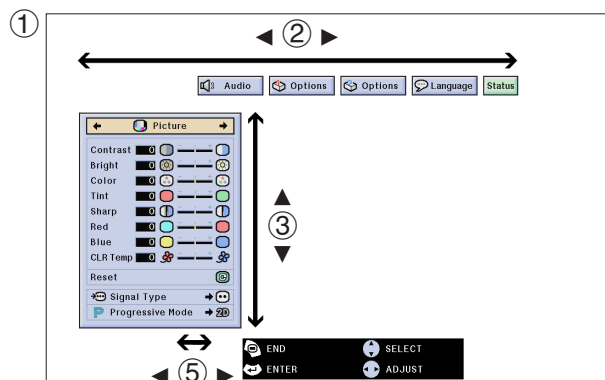 ①
◀ ② ▶
Audio Options Options Language Status
Picture
Contrast 0
Bright 0
Color 0
Tint 0
Sharp 0
Red 0
Blue 0
CLR Temp 0
Reset
Signal Type
P Progressive Mode 2D
▲
③
▼
◀ ⑤ ▶
END SELECT
ENTER ADJUST